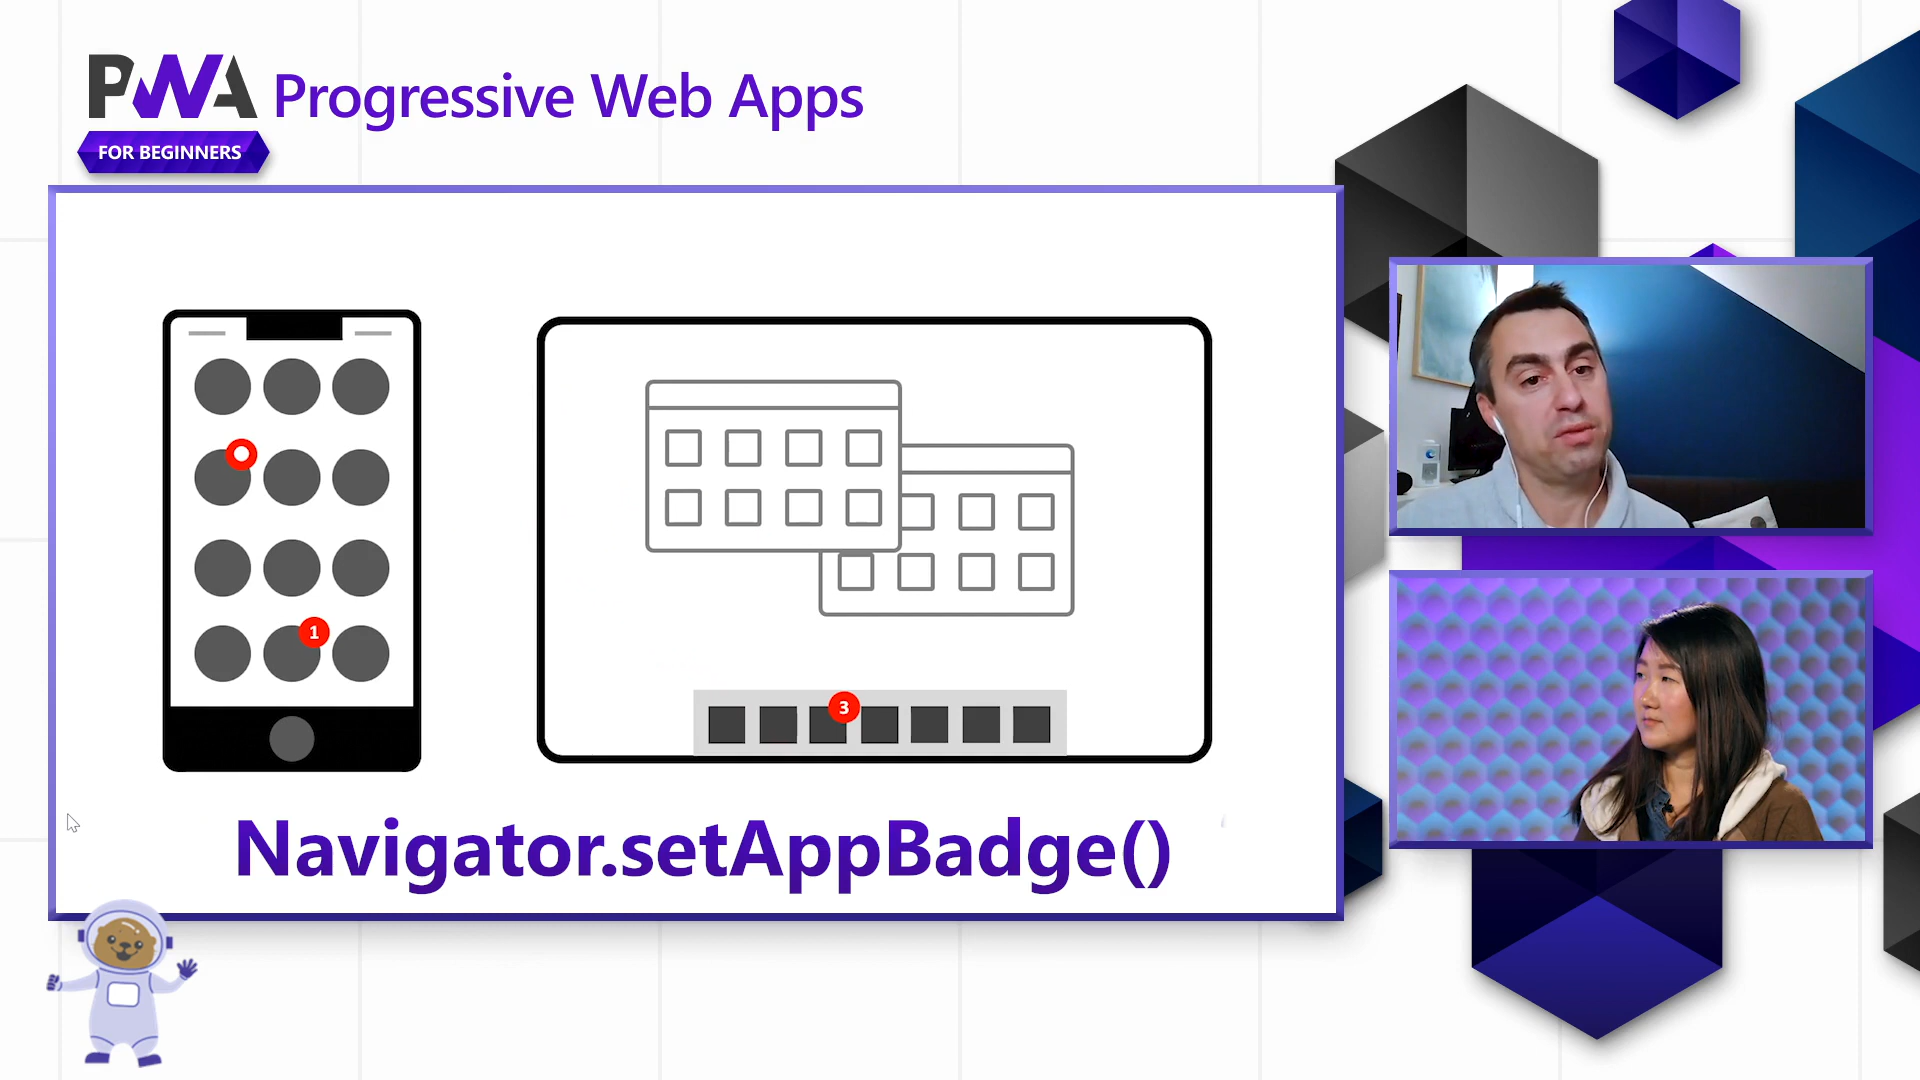 PWA Progressive Web Apps
FOR BEGINNERS
1
3
Navigator.setAppBadge()